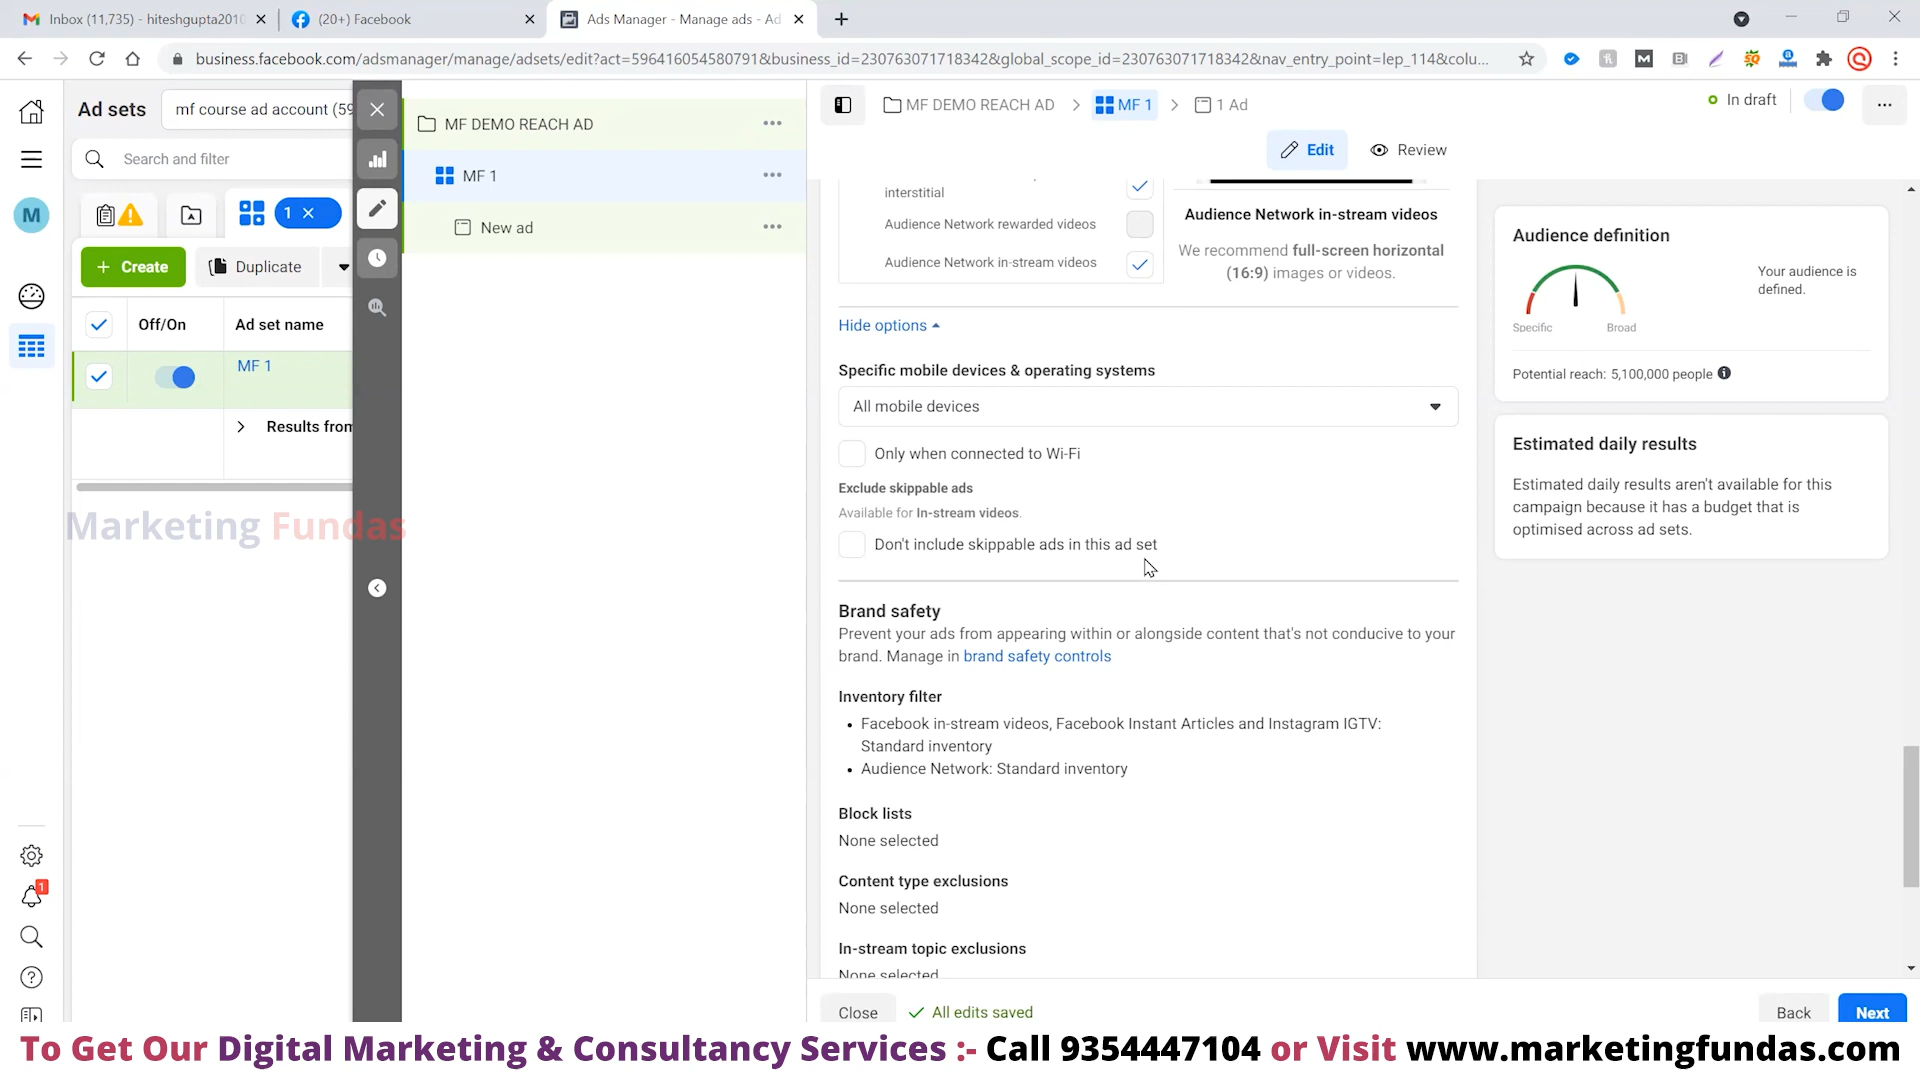 Inbox (11,735) - hiteshgupta2010
(20+) Facebook
Ads Manager - Manage ads - Ad
business.facebook.com/adsmanager/manage/adsets/edit?act=596416054580791&business_id=230763071718342&global_scope_id=230763071718342&nav_entry_point=lep_114&colu...
Ad sets
mf course ad account (59
Search and filter
M
1
Create
Duplicate
Off/On
Ad set name
MF 1
Results from
1
MF DEMO REACH AD
MF 1
New ad
MF DEMO REACH AD
MF 1
1 Ad
In draft
Edit
Review
interstitial
Audience Network rewarded videos
Audience Network in-stream videos
Audience Network in-stream videos
We recommend full-screen horizontal
(16:9) images or videos.
Hide options
Specific mobile devices & operating systems
All mobile devices
Only when connected to Wi-Fi
Exclude skippable ads
Available for In-stream videos.
Don't include skippable ads in this ad set
Brand safety
Prevent your ads from appearing within or alongside content that's not conducive to your
brand. Manage in brand safety controls
Inventory filter
Facebook in-stream videos, Facebook Instant Articles and Instagram IGTV:
Standard inventory
Audience Network: Standard inventory
Block lists
None selected
Content type exclusions
None selected
In-stream topic exclusions
None selected
Close
All edits saved
Back
Next
Audience definition
Your audience is
defined.
Specific
Broad
Potential reach: 5,100,000 people
Estimated daily results
Estimated daily results aren't available for this
campaign because it has a budget that is
optimised across ad sets.
Marketing Fundas
To Get Our Digital Marketing & Consultancy Services :- Call 9354447104 or Visit www.marketingfundas.com